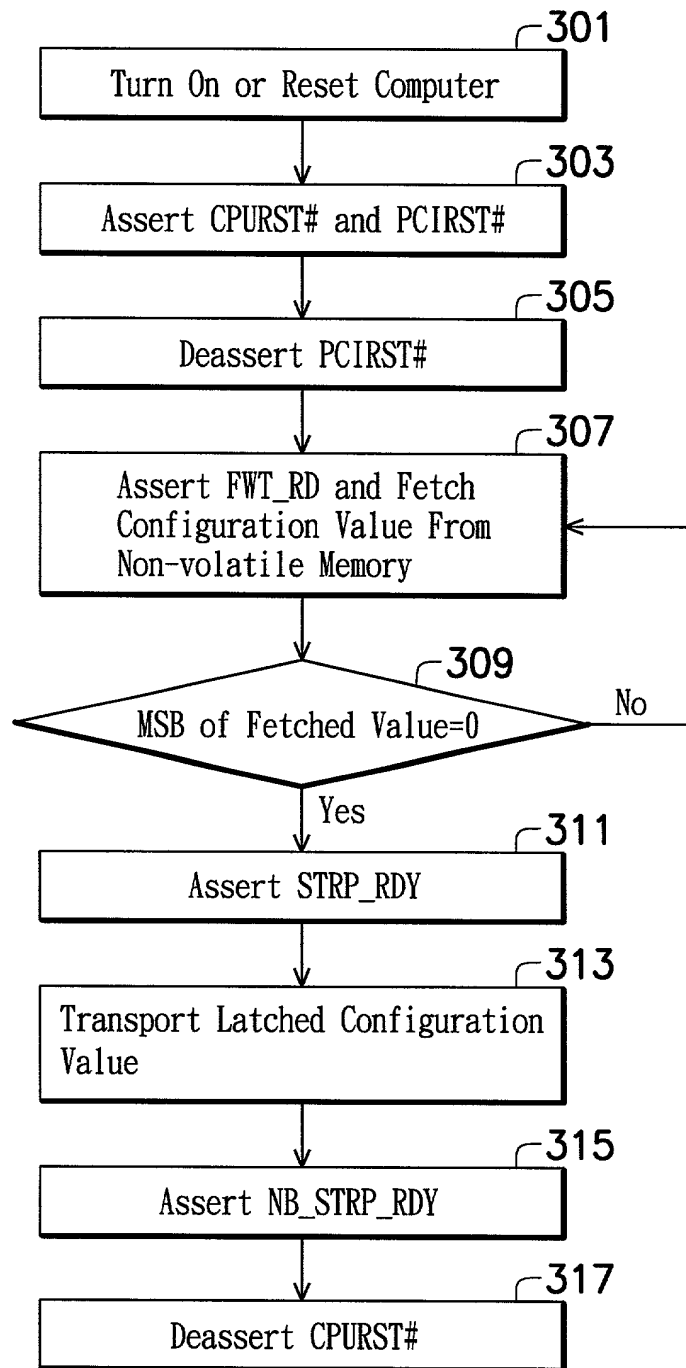 301
Turn On or Reset Computer
303
Assert CPURST# and PCIRST#
305
Deassert PCIRST#
307
Assert FWT_RD and Fetch
Configuration Value From
Non-volatile Memory
309
MSB of Fetched Value=0
No
Yes
311
Assert STRP_RDY
313
Transport Latched Configuration
Value
315
Assert NB_STRP_RDY
317
Deassert CPURST#